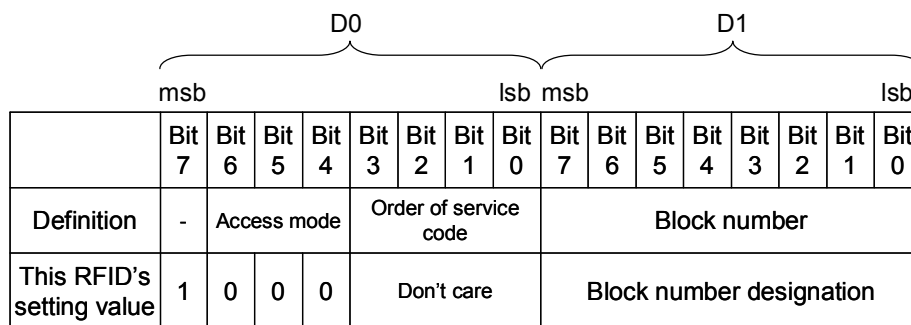 D0 D1
msb lsb msb lsb
Bit 7 Bit 6 Bit 5 Bit 4 Bit 3 Bit 2 Bit 1 Bit 0 Bit 7 Bit 6 Bit 5 Bit 4 Bit 3 Bit 2 Bit 1 Bit 0
Definition - Access mode Order of service code Block number
This RFID's setting value 1 0 0 0 Don't care Block number designation